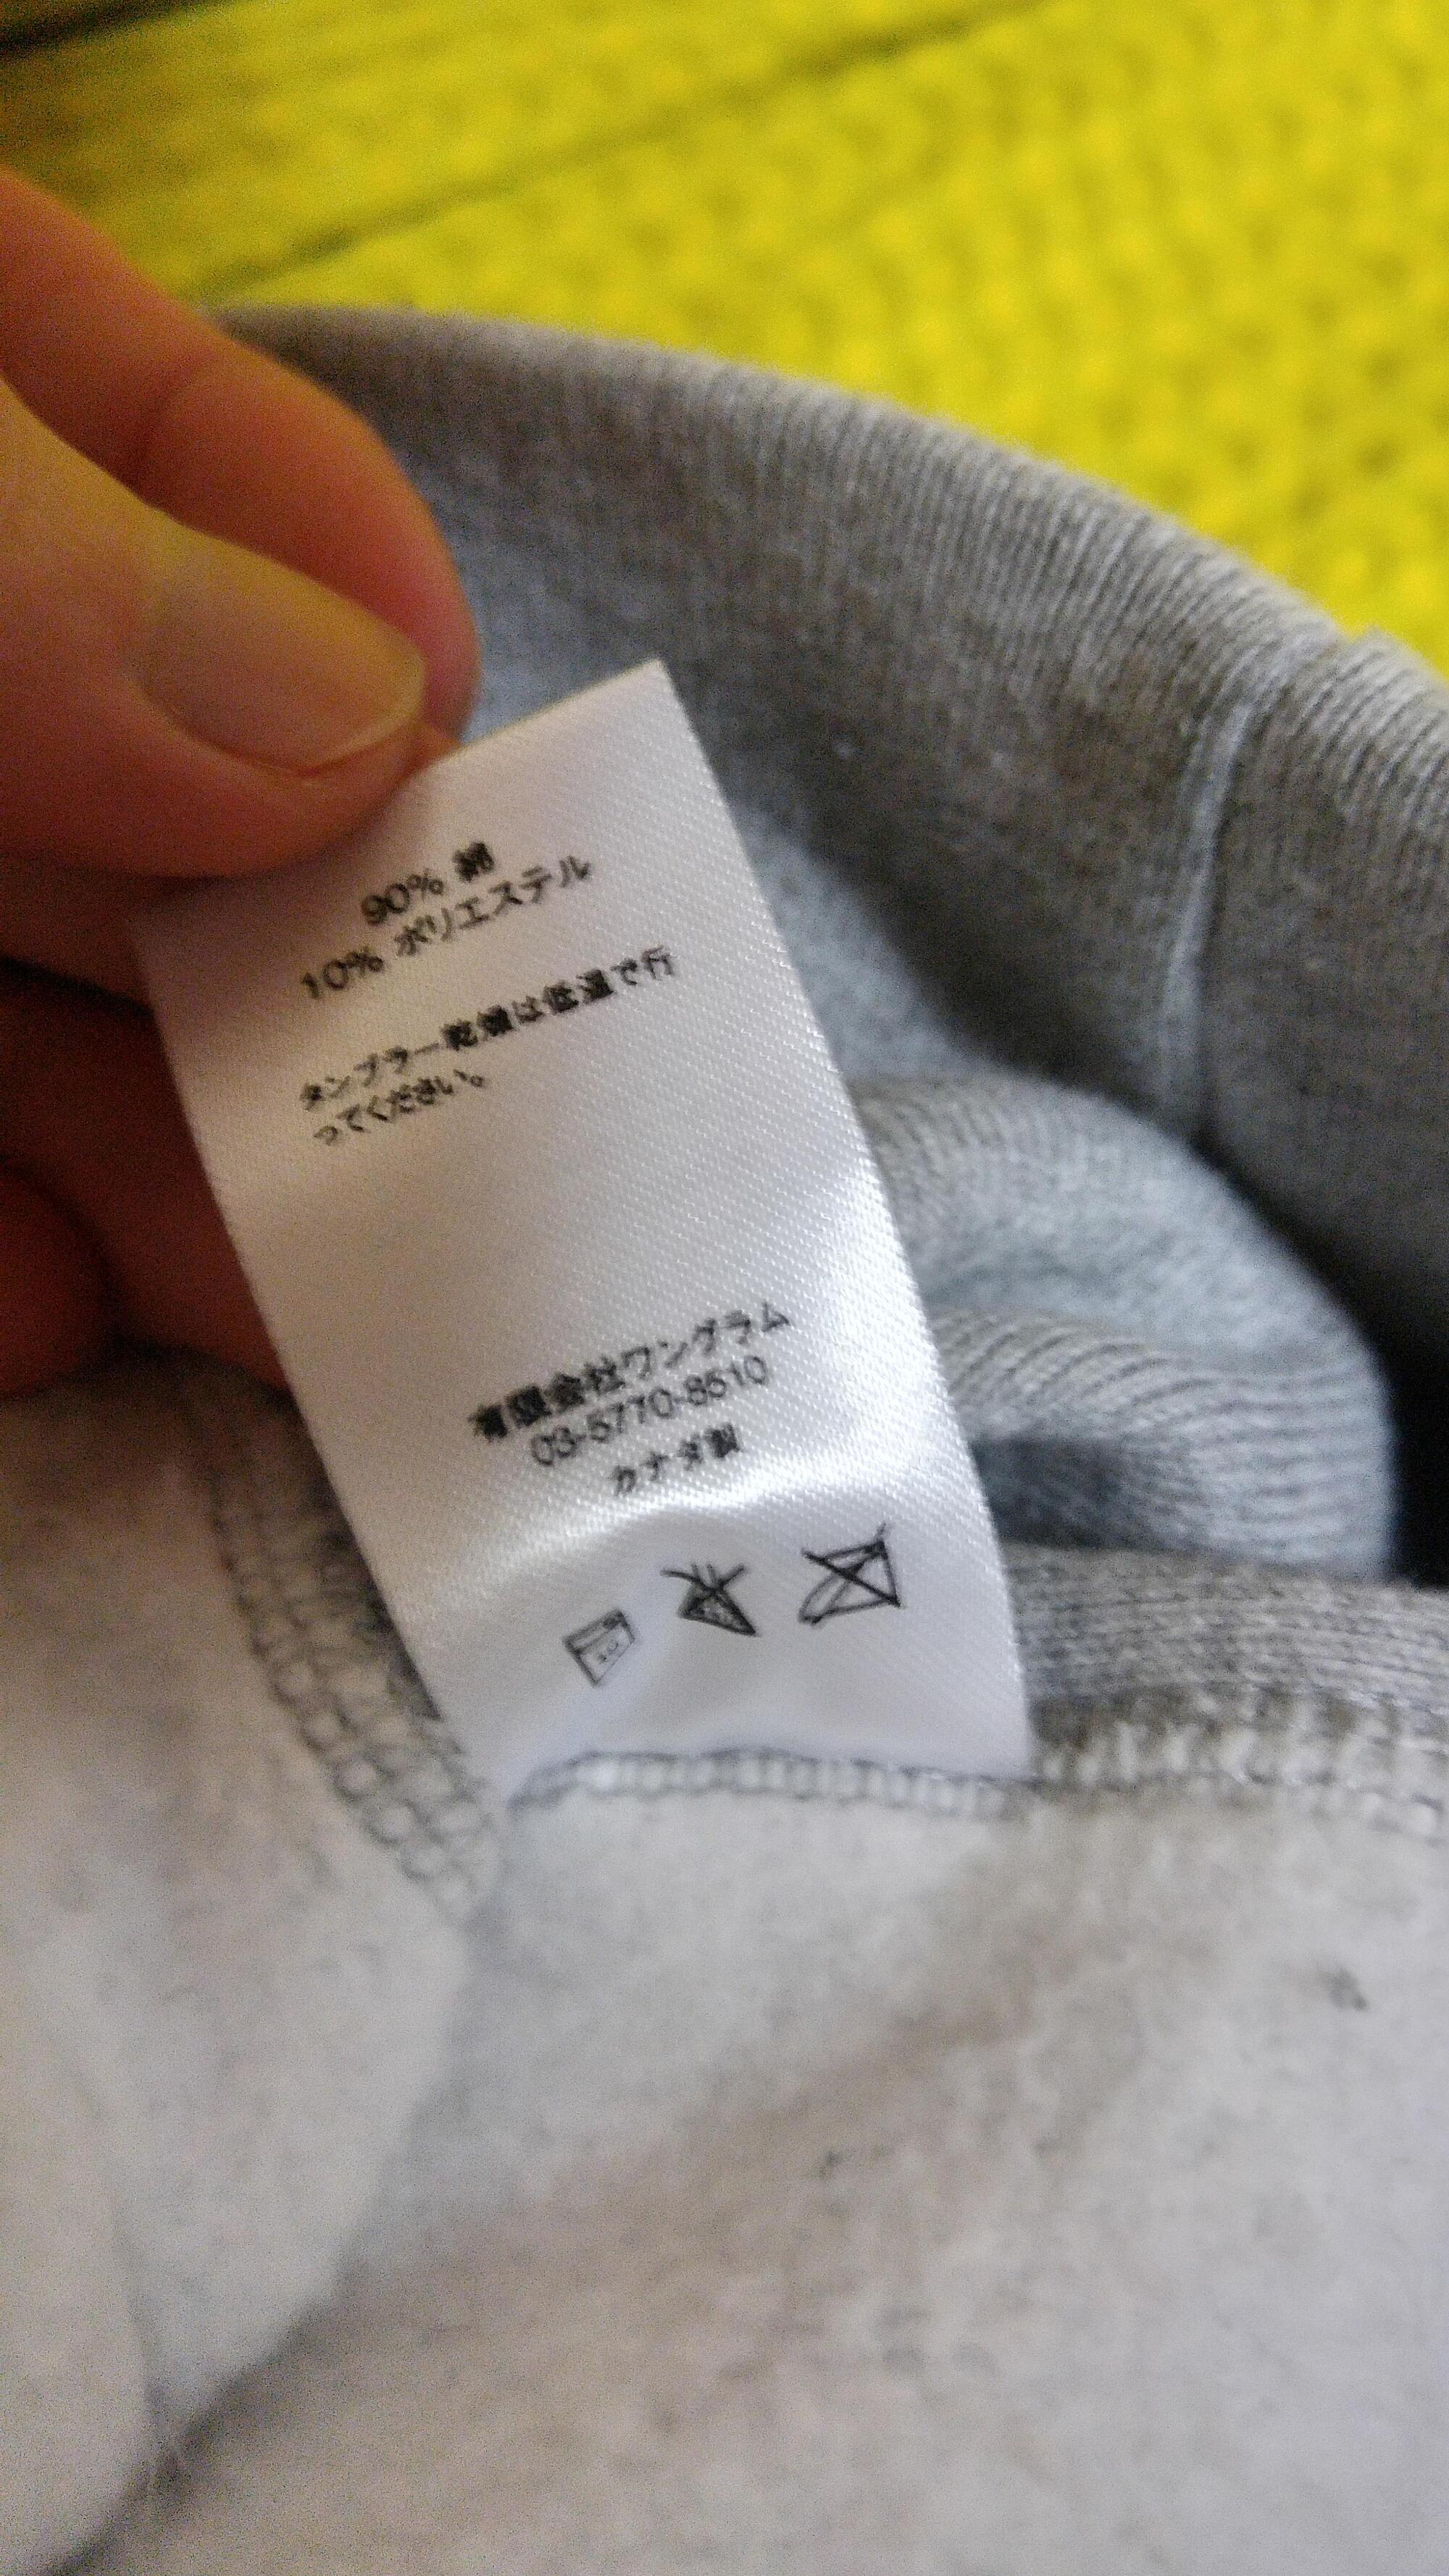 90% 綿
10% ポリエステル
タンブラー乾燥は低温で行
ってください。
有限会社ワングラム
03-5770-8510
カナダ製